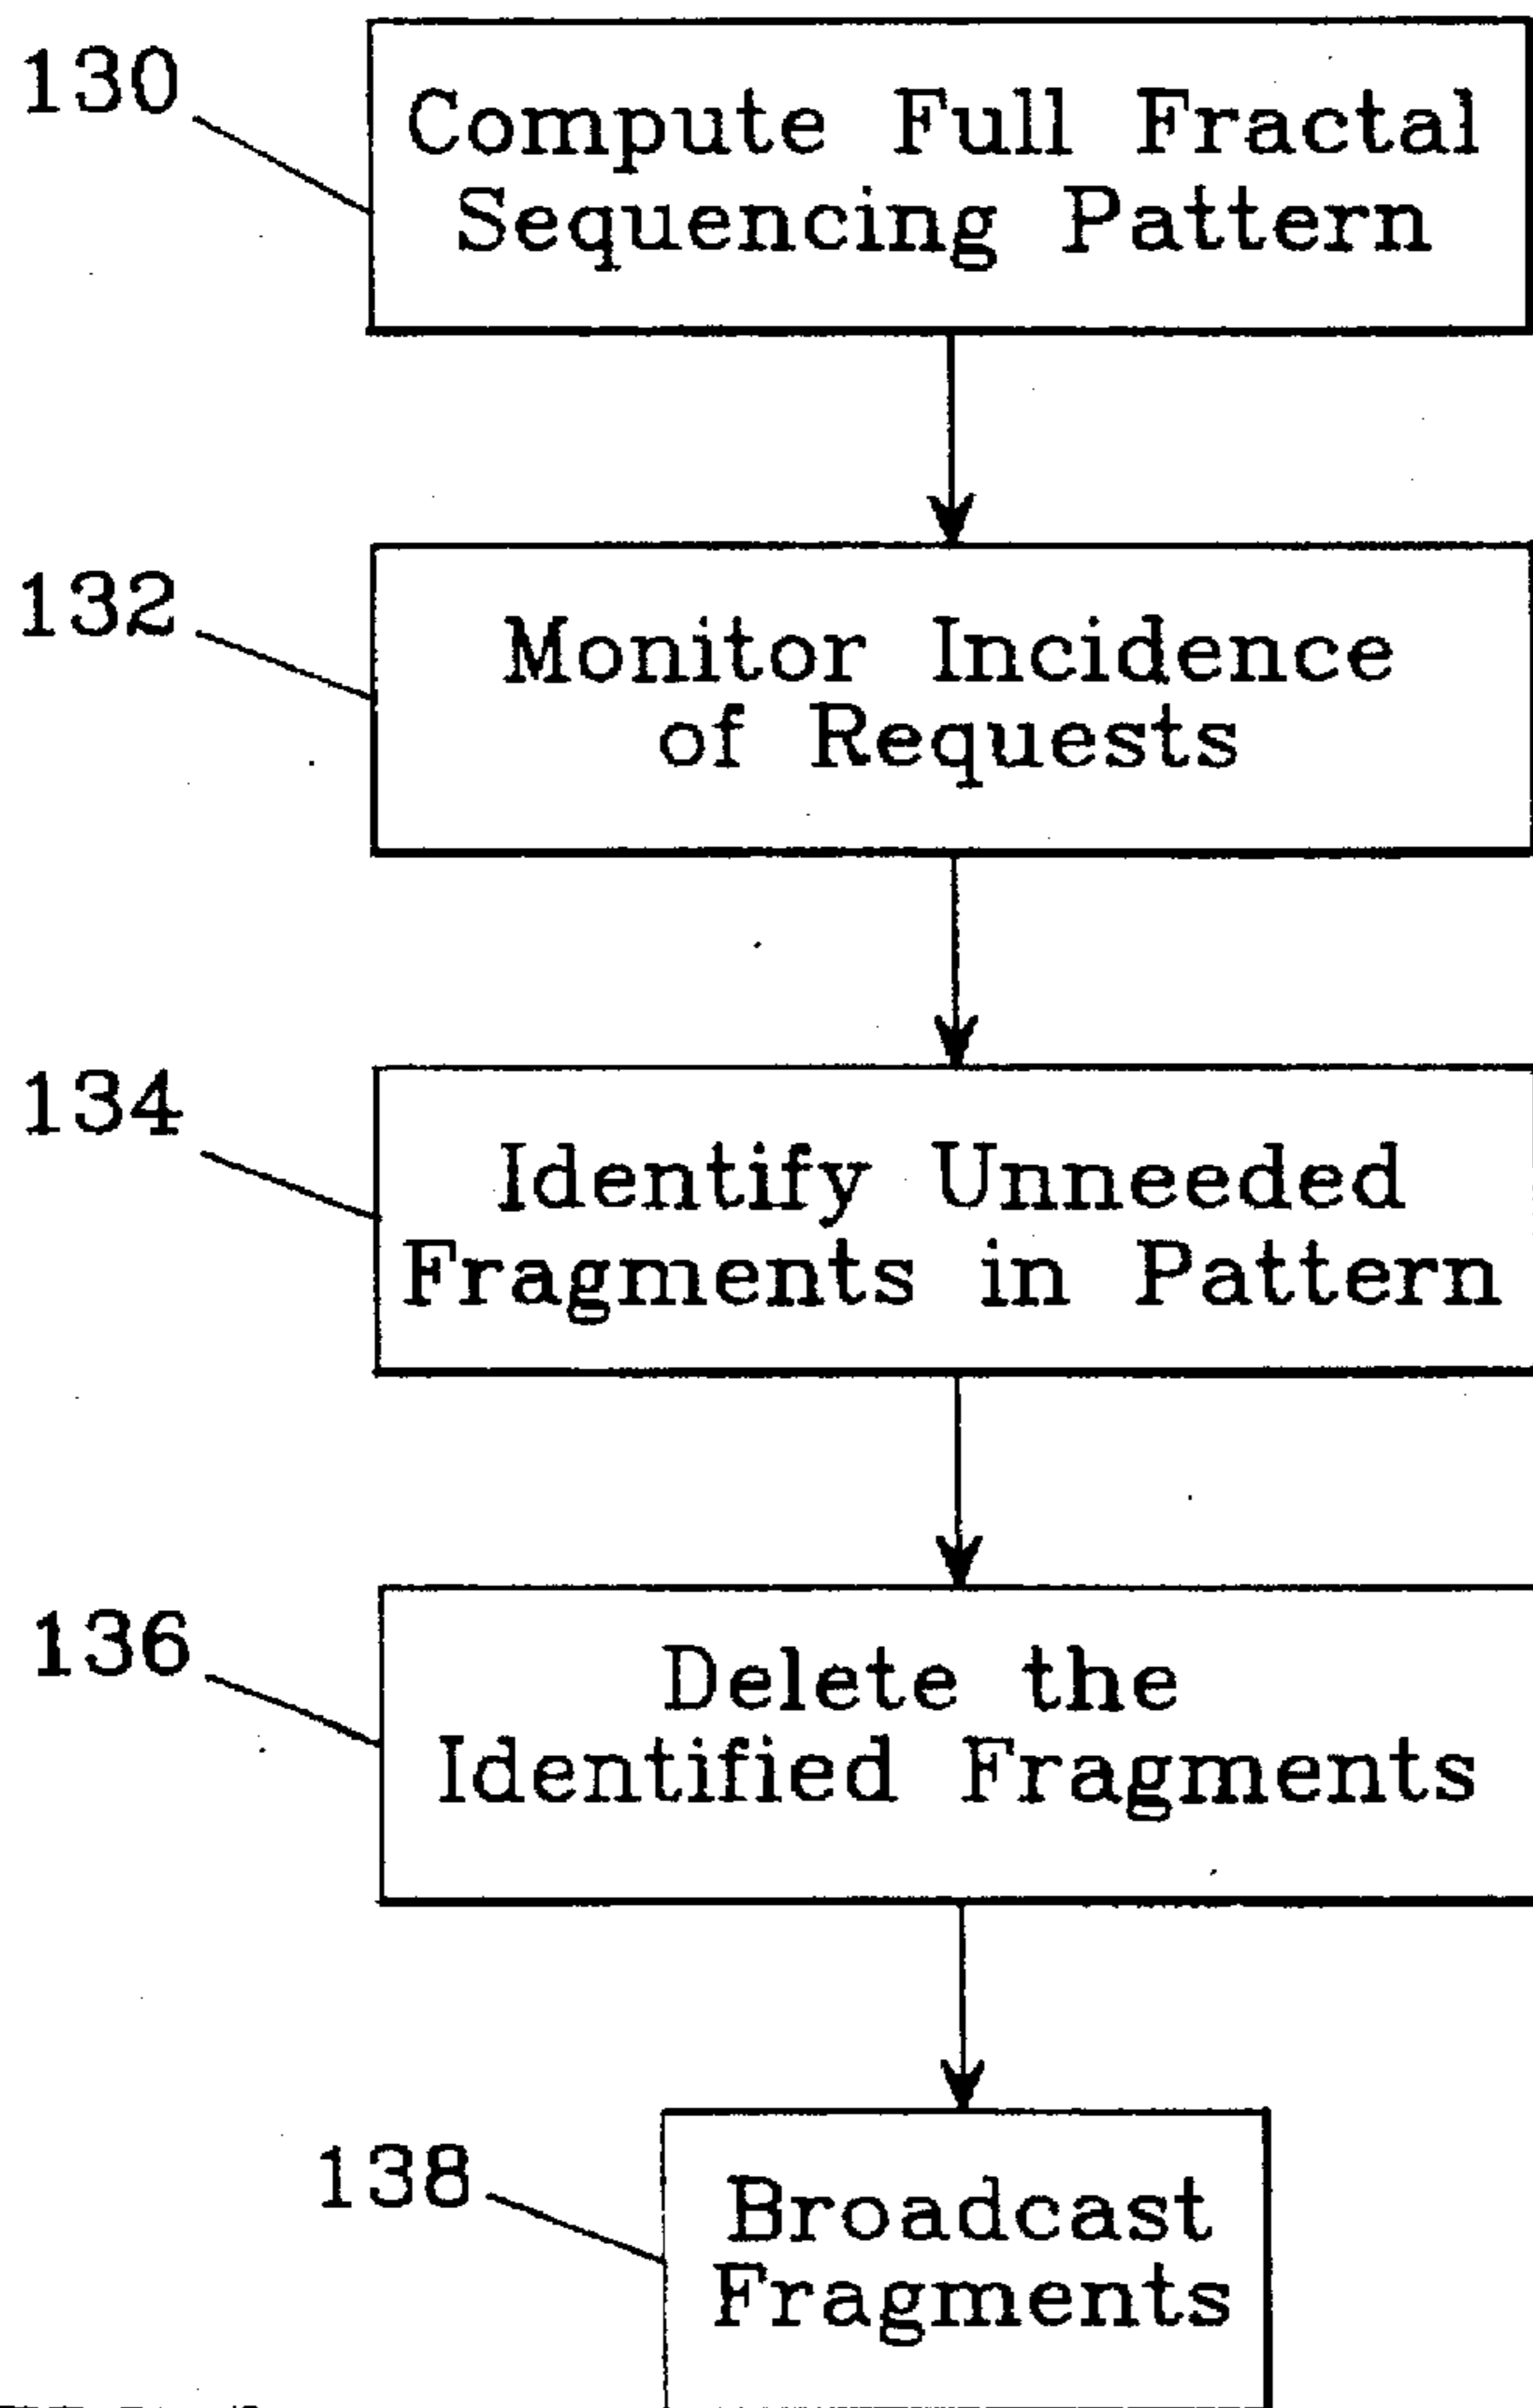 130
Compute Full Fractal
Sequencing Pattern
132
Monitor Incidence
of Requests
134
Identify Unneeded
Fragments in Pattern
136
Delete the
Identified Fragments
138
Broadcast
Fragments